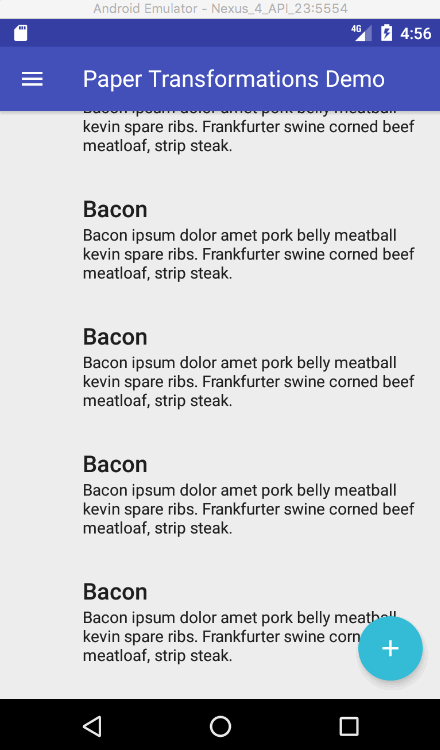 Android Emulator - Nexus_4_API_23:5554
4G 4:56
Paper Transformations Demo
Bacon ipsum dolor amet pork belly meatball
kevin spare ribs. Frankfurter swine corned beef
meatloaf, strip steak.
Bacon
Bacon ipsum dolor amet pork belly meatball
kevin spare ribs. Frankfurter swine corned beef
meatloaf, strip steak.
Bacon
Bacon ipsum dolor amet pork belly meatball
kevin spare ribs. Frankfurter swine corned beef
meatloaf, strip steak.
Bacon
Bacon ipsum dolor amet pork belly meatball
kevin spare ribs. Frankfurter swine corned beef
meatloaf, strip steak.
Bacon
Bacon ipsum dolor amet pork belly meatball
kevin spare ribs. Frankfurter swine corn
meatloaf, strip steak.